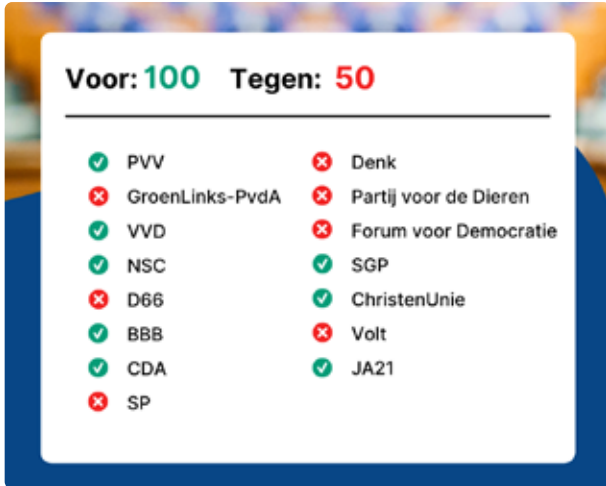 Voor: 100 Tegen: 50
PVV
GroenLinks-PvdA
VVD
NSC
D66
BBB
CDA
SP
Denk
Partij voor de Dieren
Forum voor Democratie
SGP
ChristenUnie
Volt
JA21